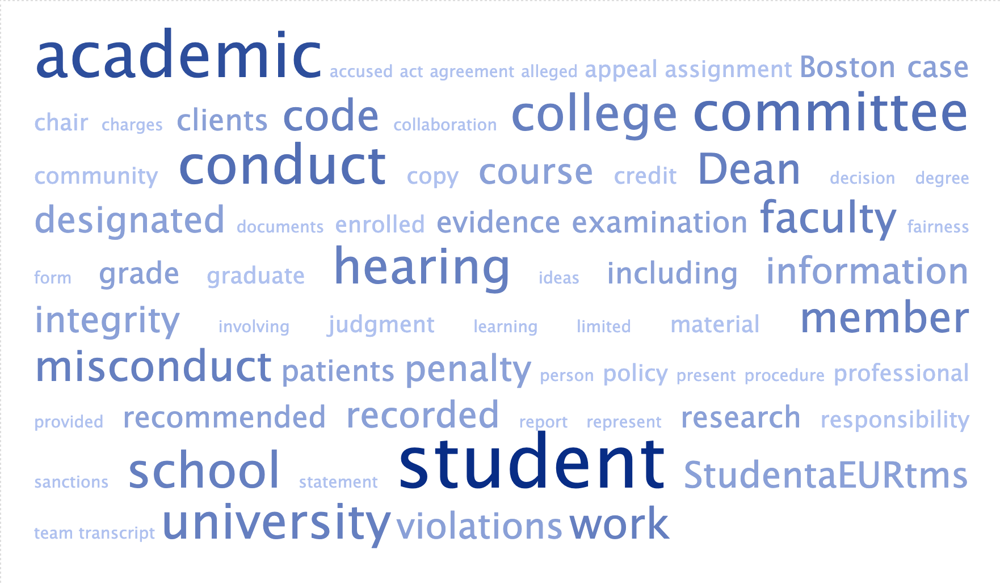 academic accused act agreement alleged appeal assignment Boston case
chair charges clients code collaboration college committee
community conduct copy course credit Dean decision degree
designated documents enrolled evidence examination faculty fairness
form grade graduate hearing ideas including information
integrity involving judgment learning limited material member
misconduct patients penalty person policy present procedure professional
provided recommended recorded report represent research responsibility
sanctions school statement student StudentaEURtms
team transcript university violations work